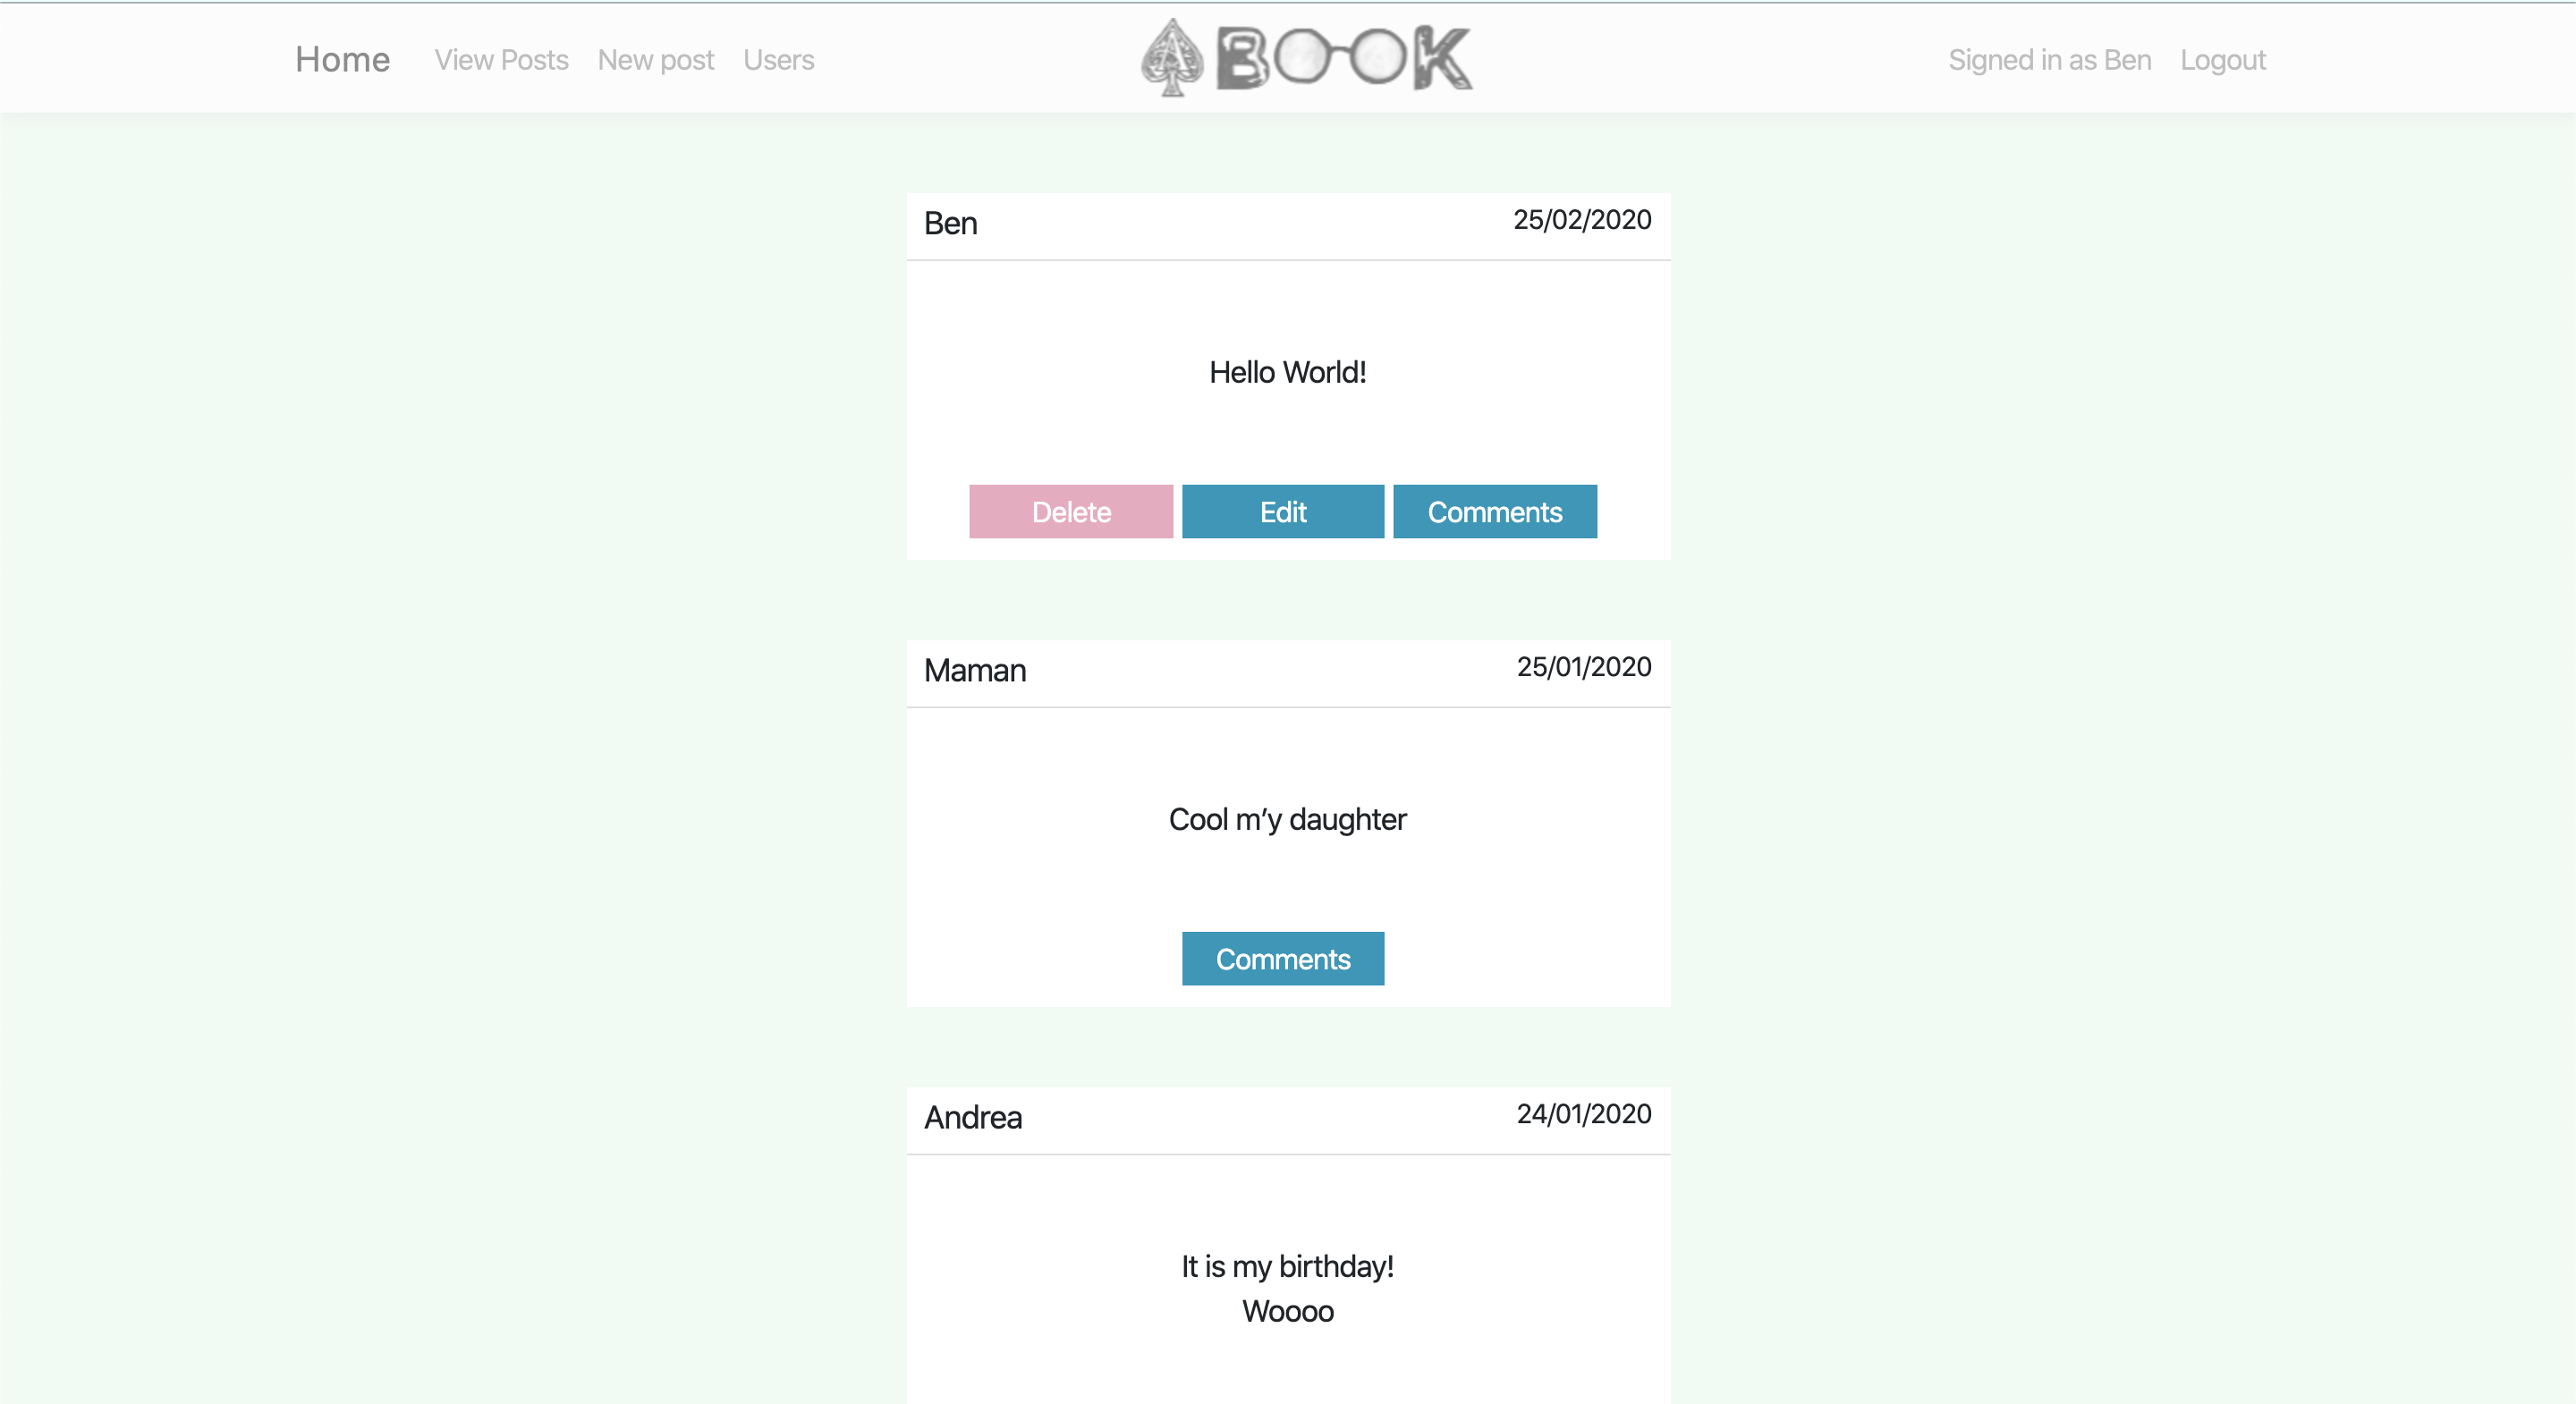 Home View Posts New post Users A BOOK Signed in as Ben Logout
Ben 25/02/2020
Hello World!
Delete Edit Comments
Maman 25/01/2020
Cool m’y daughter
Comments
Andrea 24/01/2020
It is my birthday!
Woooo